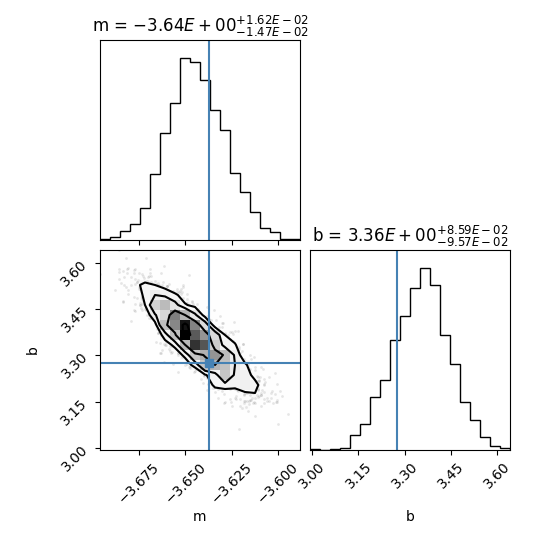 m = −3.64E + 00 +1.62E − 02 −1.47E − 02
b = 3.36E + 00 +8.59E − 02 −9.57E − 02
3.60
3.45
3.30
3.15
3.00
b
−3.675 −3.650 −3.625 −3.600
m
3.00 3.15 3.30 3.45 3.60
b